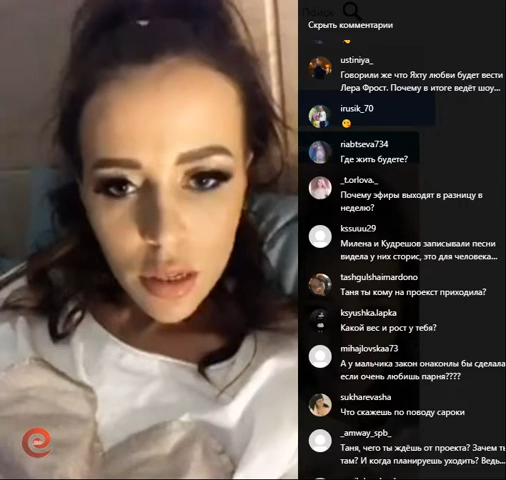 Поиск
Скрыть комментарии
ustiniya_
Говорили же что Яхту любви будет вести
Лера Фрост. Почему в итоге ведёт шоу...
irusik_70
riabtseva734
Где жить будете?
_t.orlova._
Почему эфиры выходят в разницу в
неделю?
kssuuu29
Милена и Кудрешов записывали песни
видела у них сторис, это для человека...
tashgulshaimardono
Таня ты кому на проекст приходила?
ksyushka.lapka
Какой вес и рост у тебя?
mihajlovskaa73
А у мальчика закон онаконлы бы сделала
если очень любишь парня????
sukharevasha
Что скажешь по поводу сароки
_amway_spb_
Таня, чего ты ждёшь от проекта? Зачем ты
там? И когда планируешь уходить? Ведь...